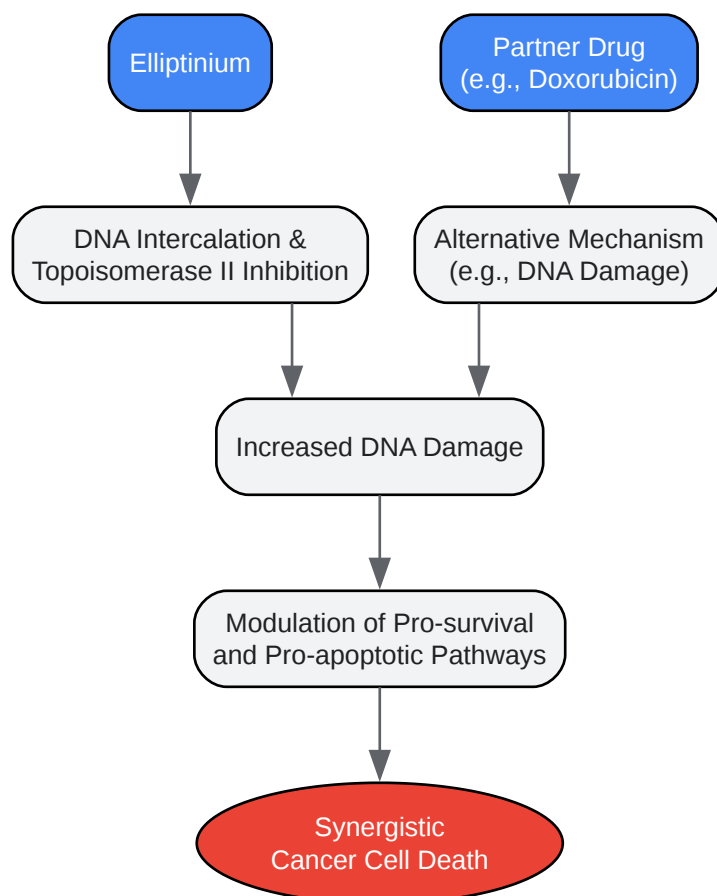 Elliptinium
Partner Drug
(e.g., Doxorubicin)
DNA Intercalation &
Topoisomerase II Inhibition
Alternative Mechanism
(e.g., DNA Damage)
Increased DNA Damage
Modulation of Pro-survival
and Pro-apoptotic Pathways
Synergistic
Cancer Cell Death